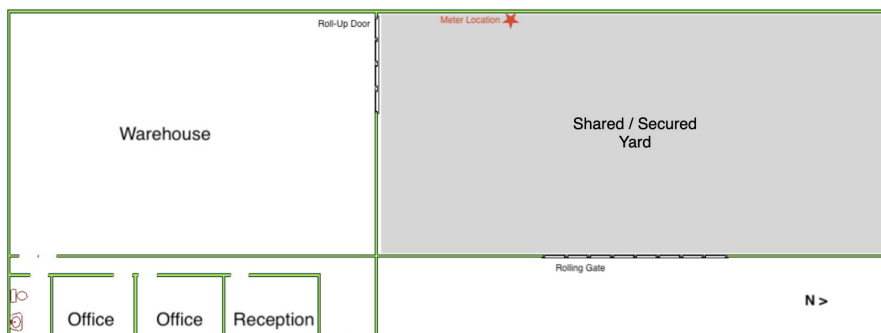 Roll-Up Door
Meter Location
Warehouse
Shared / Secured
Yard
Rolling Gate
N >
Office
Office
Reception